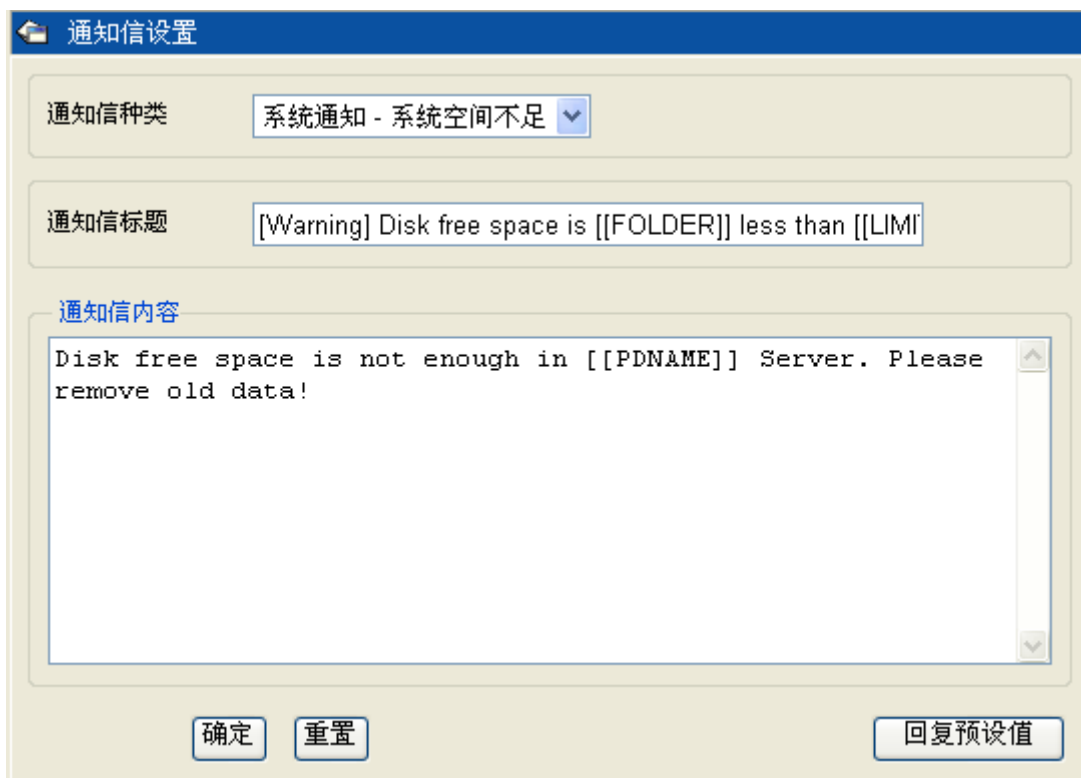 通知信设置
通知信种类
系统通知 - 系统空间不足
通知信标题
[Warning] Disk free space is [[FOLDER]] less than [[LIMI
通知信内容
Disk free space is not enough in [[PDNAME]] Server. Please
remove old data!
确定
重置
回复预设值